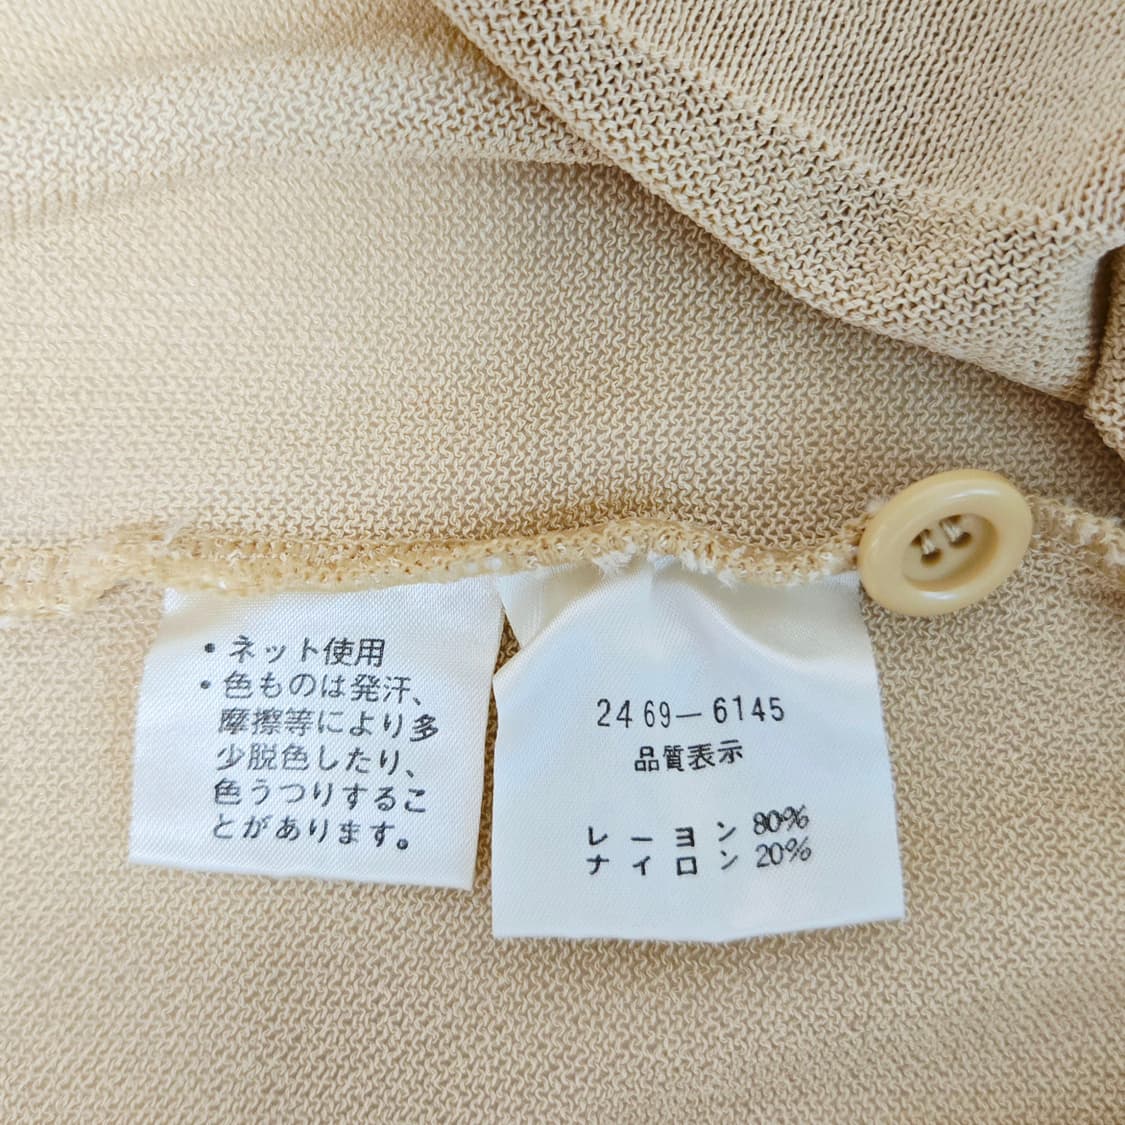 ・ネット使用
・色ものは発汗、
摩擦等により多
少脱色したり、
色うつりするこ
とがあります。
2469-6145
品質表示
レーヨン 80%
ナイロン 20%